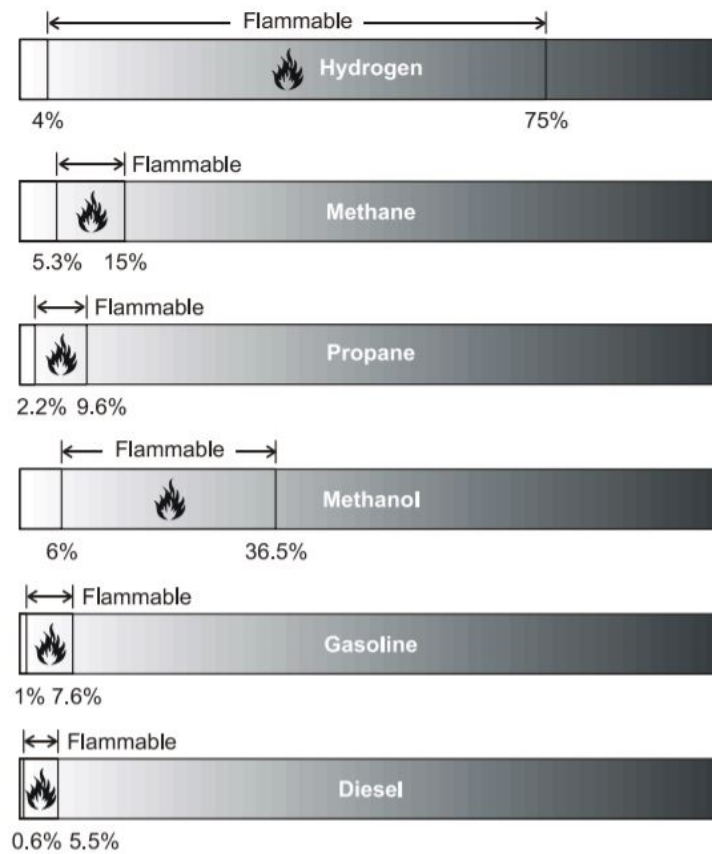 Flammable
Hydrogen
4% 75%
Flammable
Methane
5.3% 15%
Flammable
Propane
2.2% 9.6%
Flammable
Methanol
6% 36.5%
Flammable
Gasoline
1% 7.6%
Flammable
Diesel
0.6% 5.5%